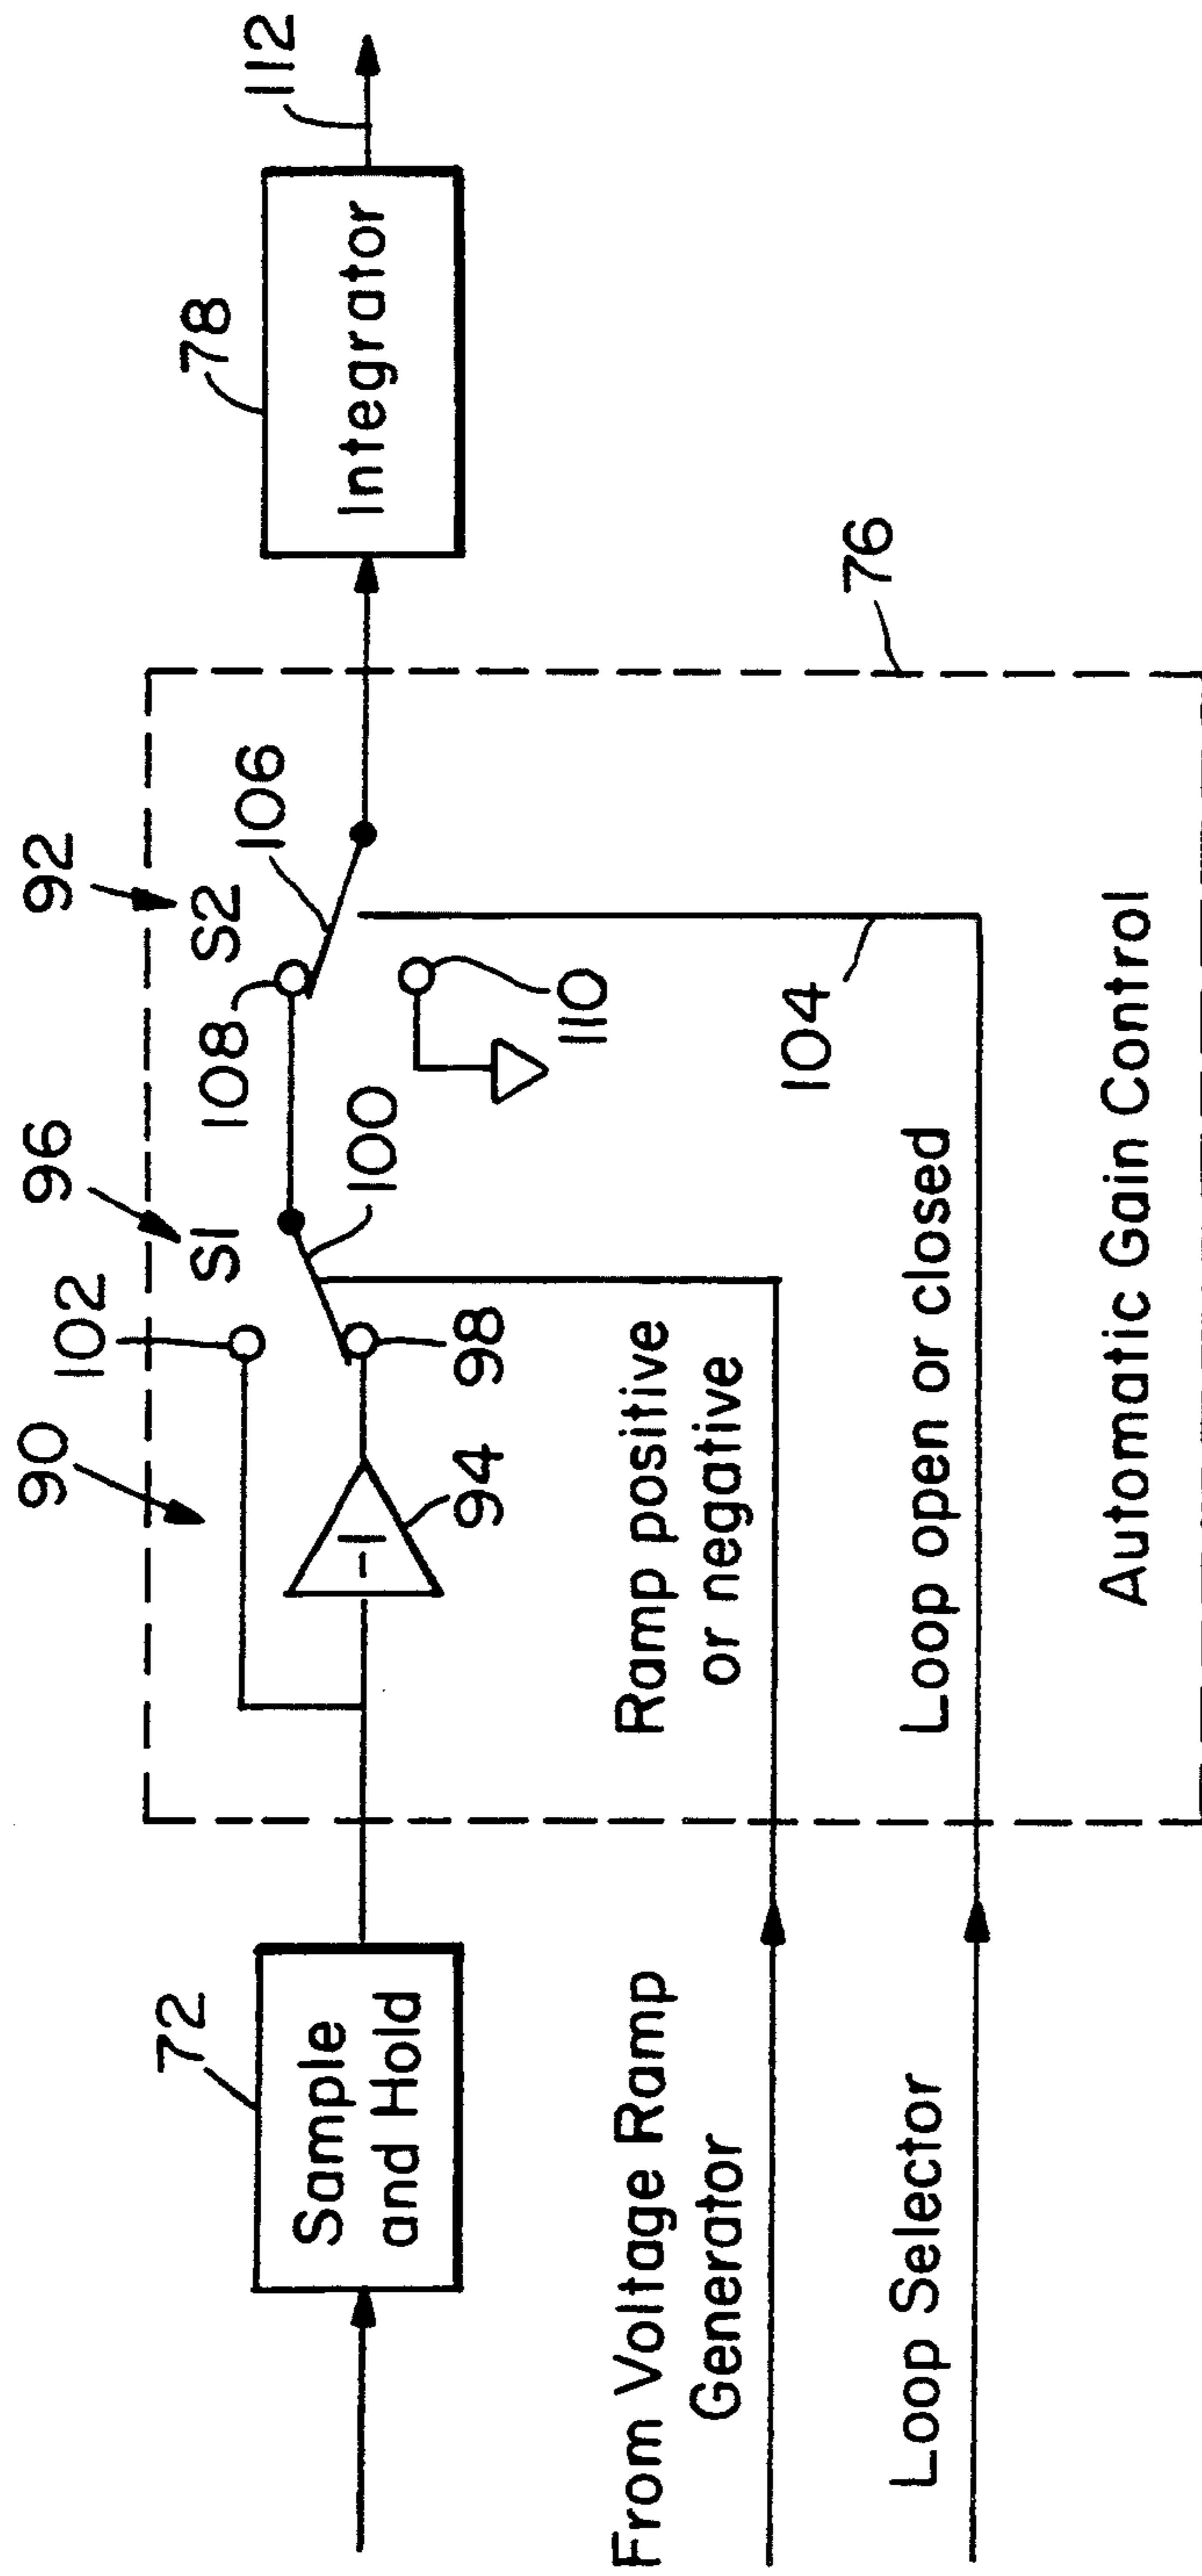 90
96
92
102
S1
S2
72
78
112
108
106
Sample
and Hold
-1
94
98
100
110
Integrator
From Voltage Ramp
Generator
Ramp positive
or negative
104
76
Loop Selector
Loop open or closed
Automatic Gain Control